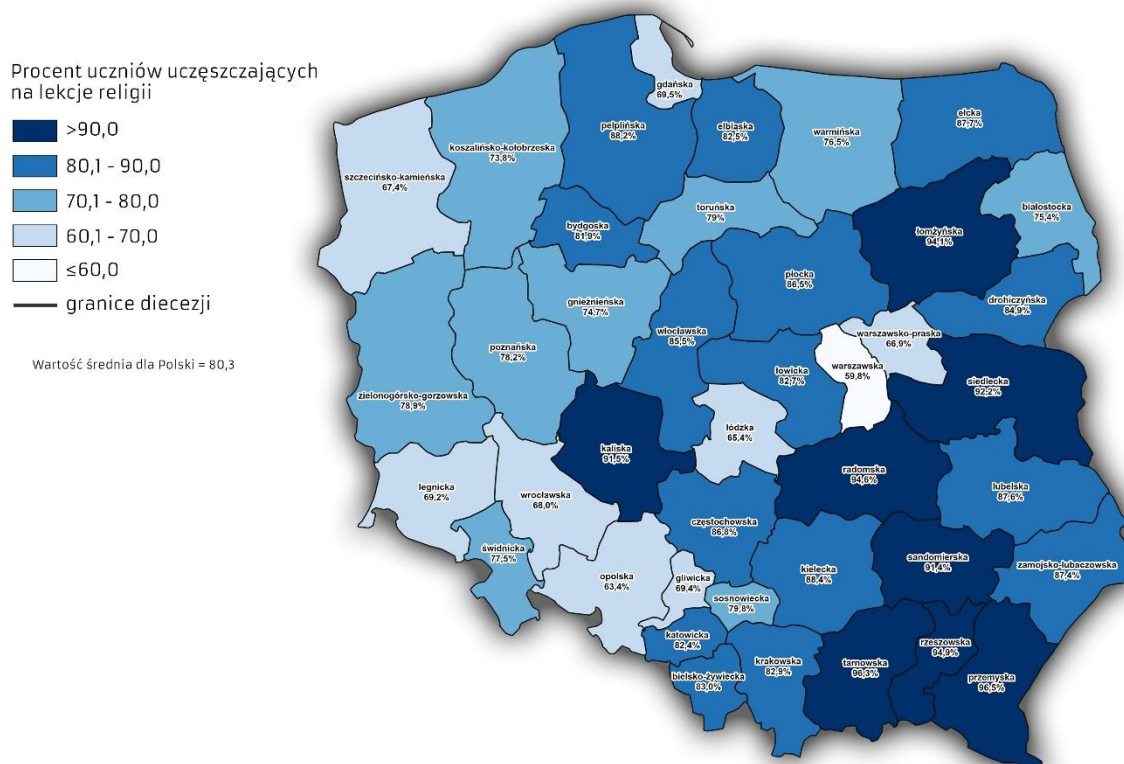 Procent uczniów uczęszczających
na lekcje religii
>90,0
80,1 - 90,0
70,1 - 80,0
60,1 - 70,0
≤60,0
granice diecezji
Wartość średnia dla Polski = 80,3
gdańska
69,5%
pelplińska
88,2%
elbląska
82,5%
warmińska
76,5%
ełcka
87,7%
koszalińsko-kołobrzeska
73,8%
szczecińsko-kamieńska
67,4%
bydgoska
81,9%
toruńska
79%
łomżyńska
94,1%
białostocka
75,4%
płocka
86,5%
drohiczyńska
84,9%
gnieźnieńska
74,7%
włocławska
85,5%
warszawsko-praska
66,9%
poznańska
78,2%
łowicka
82,7%
warszawska
59,8%
siedlecka
92,2%
zielonogórsko-gorzowska
78,9%
łódzka
65,4%
kaliska
91,5%
radomska
94,6%
lubelska
87,6%
legnicka
69,2%
wrocławska
68,0%
częstochowska
86,8%
świdnicka
77,5%
opolska
63,4%
gliwicka
69,4%
kielecka
88,4%
sandomierska
91,4%
zamojsko-lubaczowska
87,4%
sosnowiecka
79,8%
katowicka
82,4%
rzeszowska
94,9%
krakowska
82,9%
tarnowska
96,3%
bielsko-żywiecka
83,0%
przemyska
96,5%